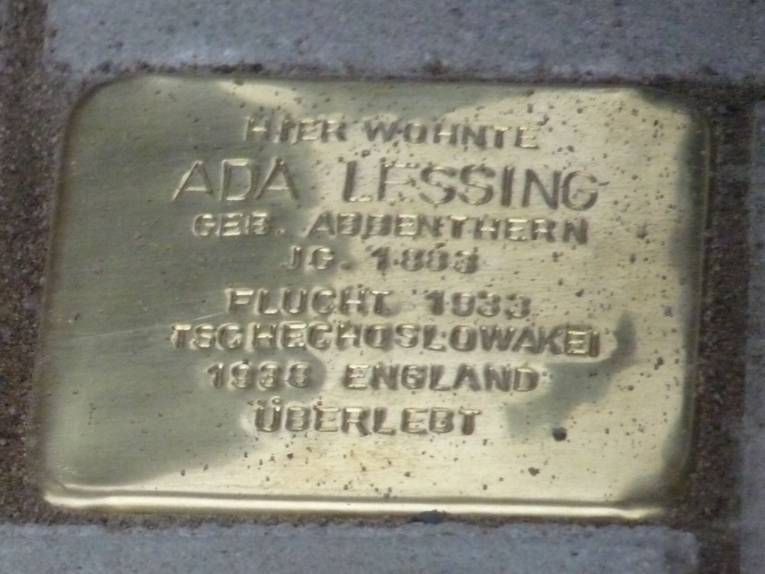 HIER WOHNTE
ADA LESSING
GEB. ABBENTHERN
JG. 1883
FLUCHT 1933
TSCHECHOSLOWAKEI
1938 ENGLAND
ÜBERLEBT